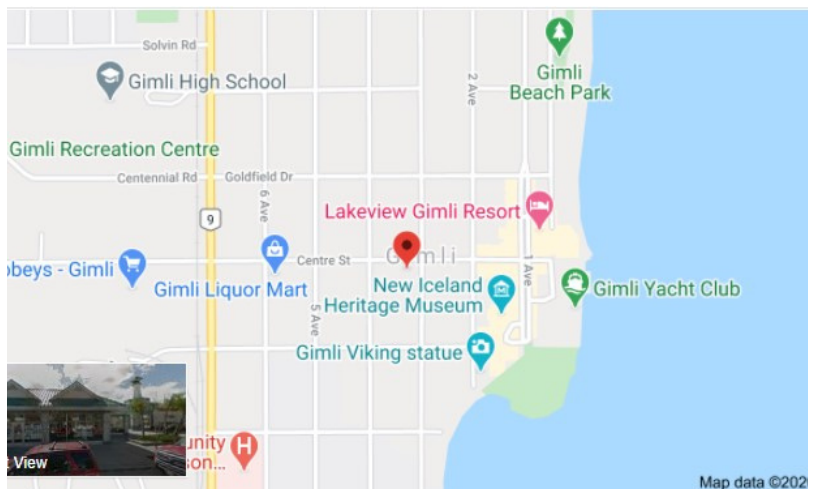 Solvin Rd
Gimli High School
2 Ave
Gimli
Beach Park
Gimli Recreation Centre
Centennial Rd
Goldfield Dr
6 Ave
9
Lakeview Gimli Resort
Gimli
obeys - Gimli
Centre St
1 Ave
Gimli Liquor Mart
New Iceland
Heritage Museum
Gimli Yacht Club
5 Ave
Gimli Viking statue
unity
son...
H
View
Map data ©202